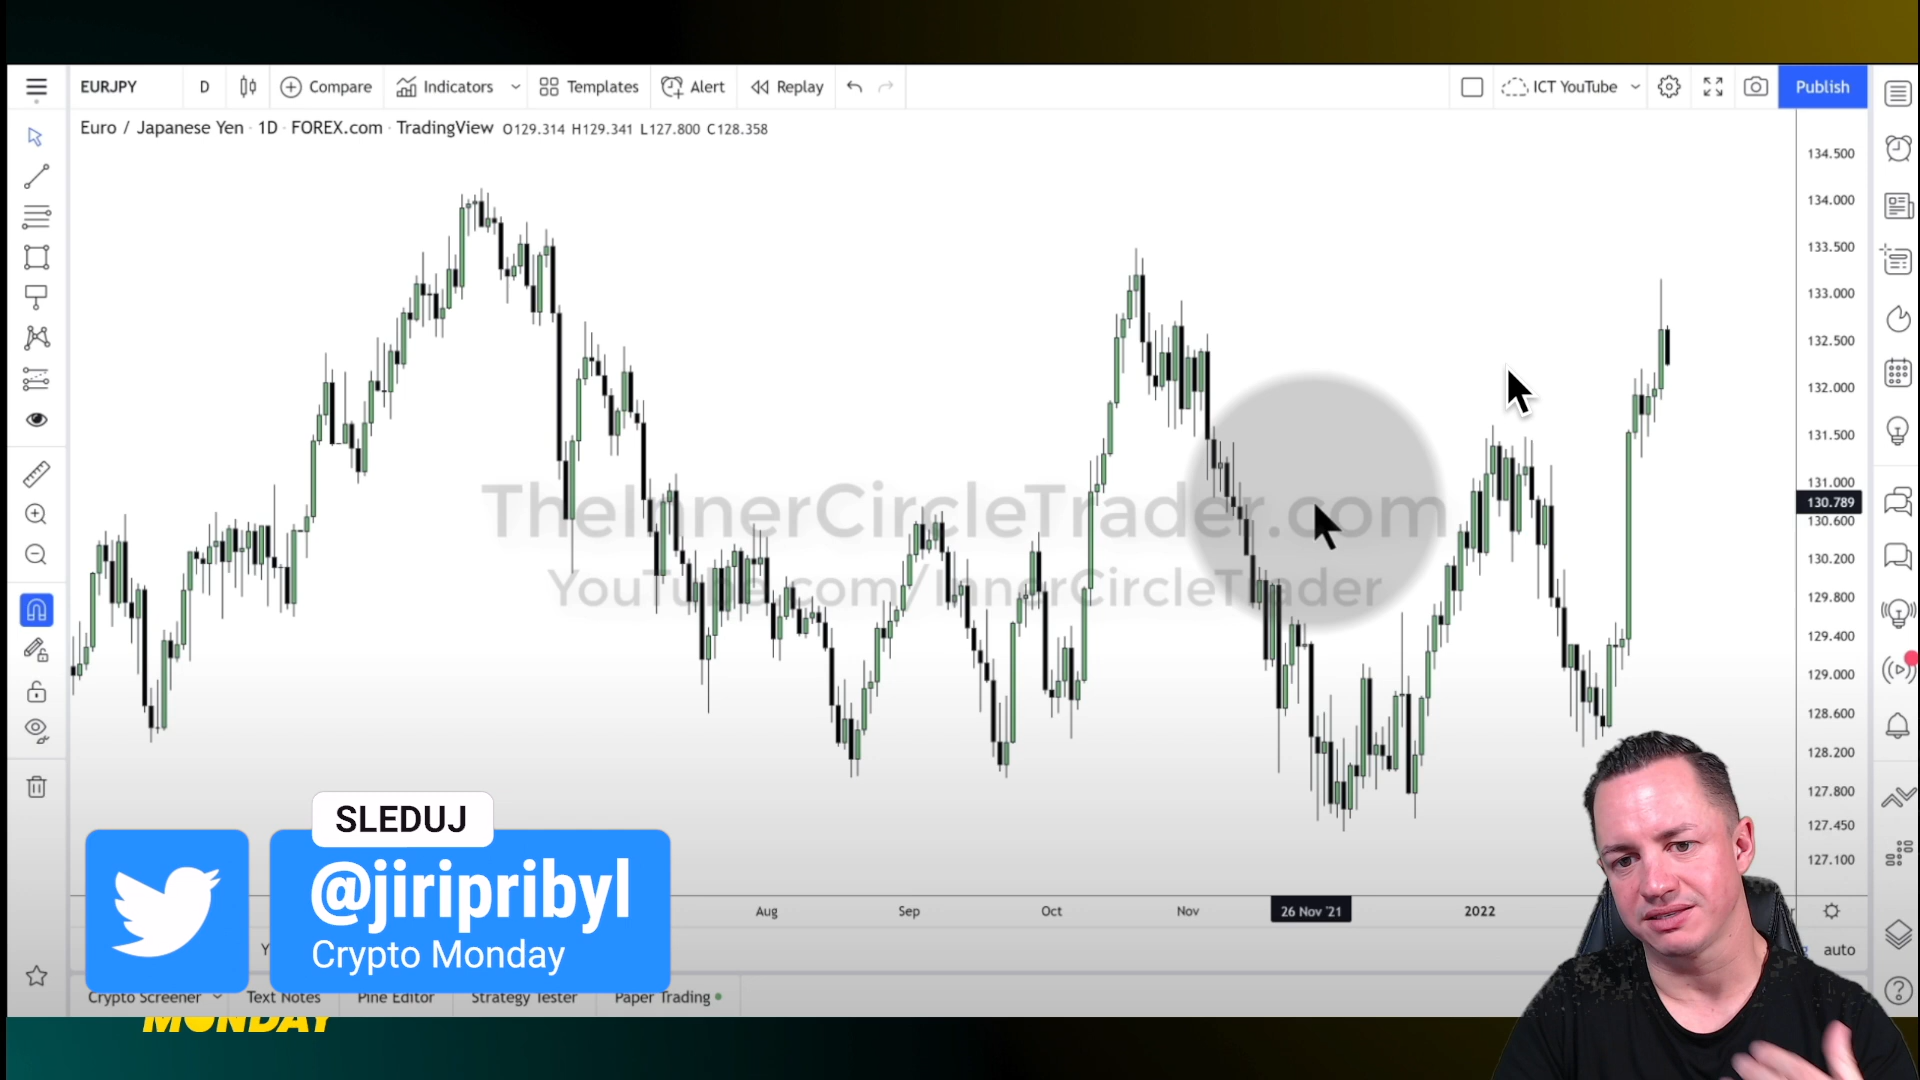 EURJPY D Compare Indicators Templates Alert Replay ICT YouTube Publish
Euro / Japanese Yen · 1D · FOREX.com · TradingView O129.314 H129.341 L127.800 C128.358
134.500
134.000
133.500
133.000
132.500
132.000
131.500
131.000
130.789
130.600
130.200
129.800
129.400
129.000
128.600
128.200
127.800
127.450
127.100
TheInnerCircleTrader.com
YouTube.com/InnerCircleTrader
SLEDUJ
@jiripribyl
Crypto Monday
Aug Sep Oct Nov 26 Nov '21 2022
auto
Crypto Screener Text Notes Pine Editor Strategy Tester Paper Trading
MONDAY